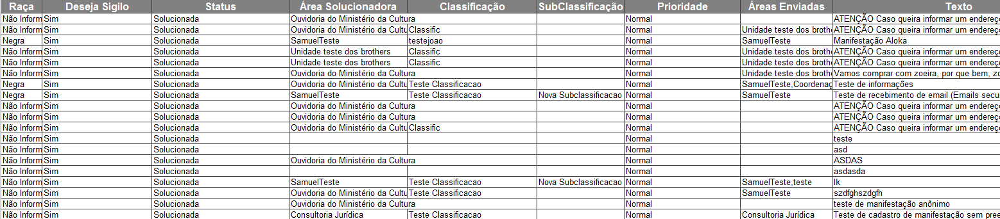 Raça Deseja Sigilo Status Área Solucionadora Classificação SubClassificação Prioridade Áreas Enviadas Texto
Não Inform Sim Solucionada Ouvidoria do Ministério da Cultura Normal ATENÇÃO Caso queira informar um endereço
Não Inform Sim Solucionada Ouvidoria do Ministério da Cultu Classific Normal Unidade teste dos broth ATENÇÃO Caso queira informar um endereço
Negra Sim Solucionada SamuelTeste testejoao Normal SamuelTeste Manifestação Aloka
Não Inform Sim Solucionada Unidade teste dos brothers Classific Normal Unidade teste dos broth ATENÇÃO Caso queira informar um endereço
Não Inform Sim Solucionada Unidade teste dos brothers Classific Normal Unidade teste dos broth ATENÇÃO Caso queira informar um endereço
Não Inform Sim Solucionada Ouvidoria do Ministério da Cultura Normal Unidade teste dos broth Vamos comprar com zoeira, por que bem, zo
Negra Sim Solucionada Ouvidoria do Ministério da Cultu Teste Classificacao Normal SamuelTeste,Coordenaç Teste de informações
Negra Sim Solucionada SamuelTeste Teste Classificacao Nova Subclassificacao Normal SamuelTeste Teste de recebimento de email (Emails secu
Não Inform Sim Solucionada Ouvidoria do Ministério da Cultura Normal ATENÇÃO Caso queira informar um endereço
Não Inform Sim Solucionada Ouvidoria do Ministério da Cultura Normal ATENÇÃO Caso queira informar um endereço
Não Inform Sim Solucionada Ouvidoria do Ministério da Cultu Classific Normal ATENÇÃO Caso queira informar um endereço
Não Inform Sim Solucionada Normal teste
Não Inform Sim Solucionada Normal asd
Não Inform Sim Solucionada Ouvidoria do Ministério da Cultura Normal ASDAS
Não Inform Sim Solucionada Normal asdasda
Não Inform Sim Solucionada SamuelTeste Teste Classificacao Nova Subclassificacao Normal SamuelTeste,teste lk
Não Inform Sim Solucionada Ouvidoria do Ministério da Cultu Teste Classificacao Normal SamuelTeste szdfghszdgfh
Não Inform Sim Solucionada Ouvidoria do Ministério da Cultura Normal teste de manifestação anônimo
Não Inform Sim Solucionada Consultoria Jurídica Teste Classificacao Normal Consultoria Jurídica Teste de cadastro de manifestação sem pree